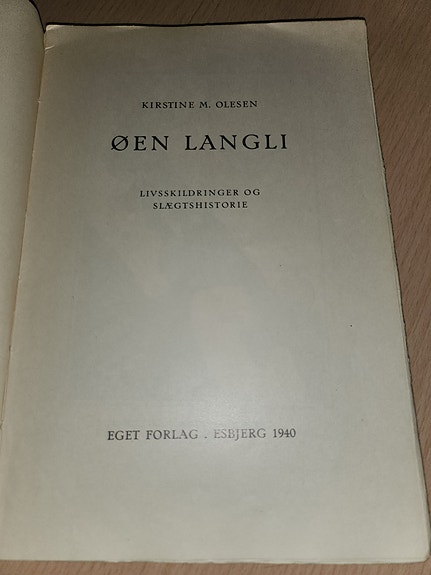 KIRSTINE M. OLESEN
ØEN LANGLI
LIVSSKILDRINGER OG
SLÆGTSHISTORIE
EGET FORLAG . ESBJERG 1940